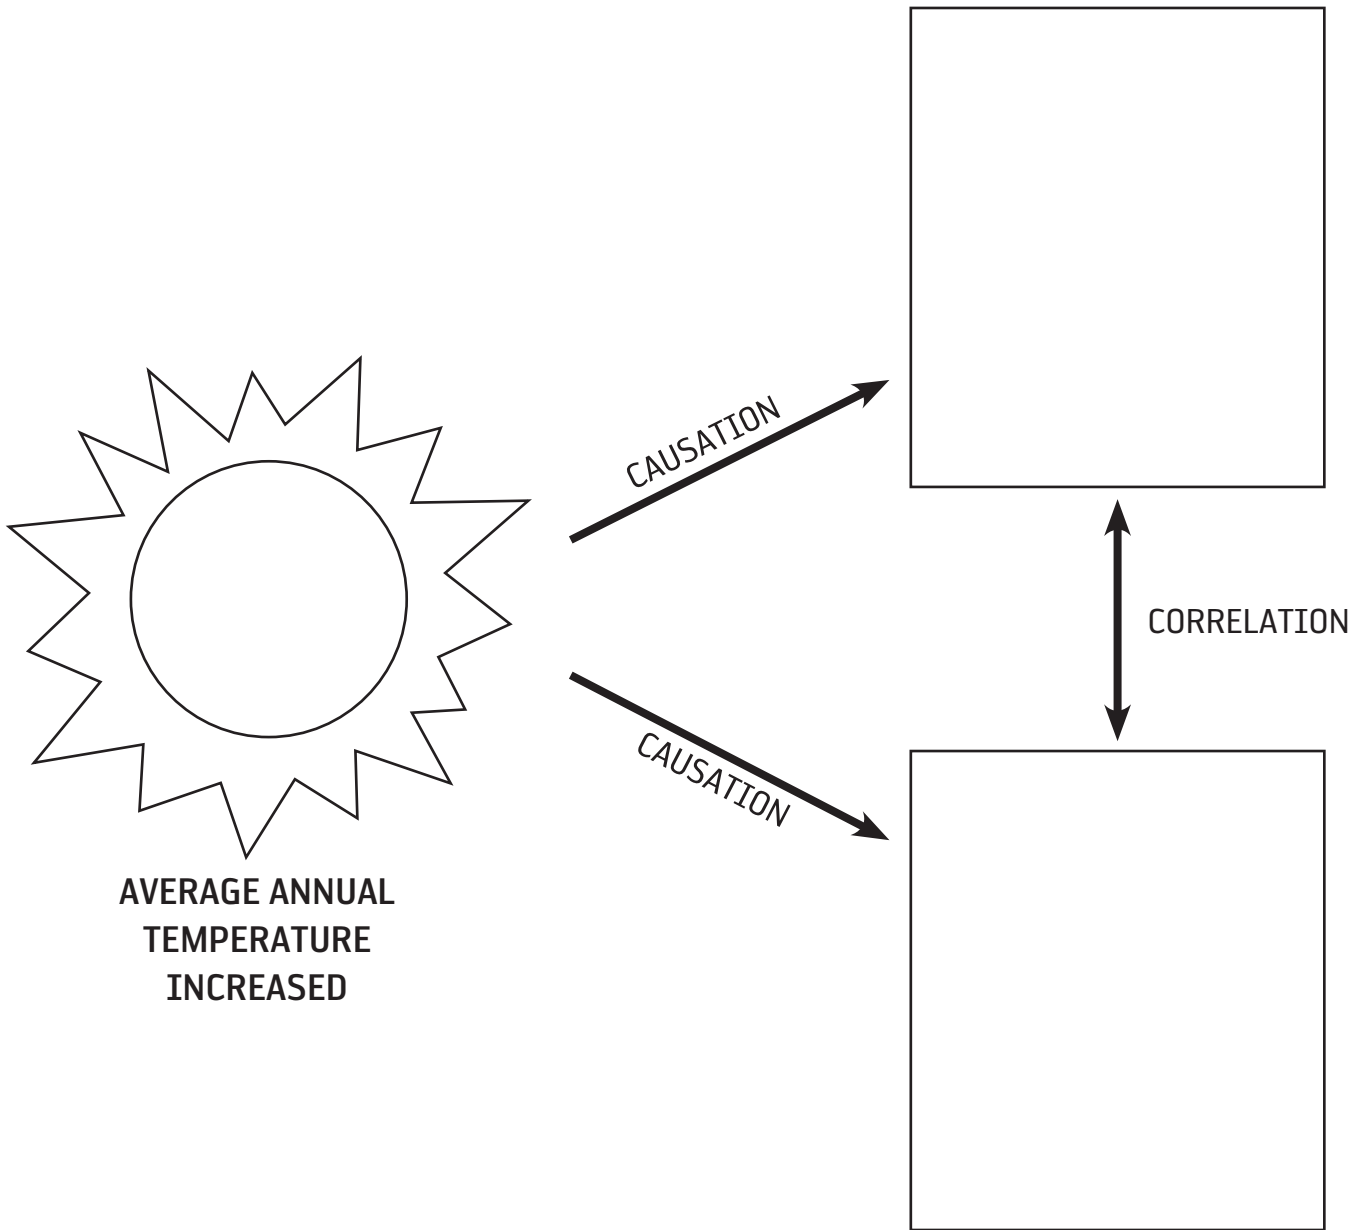 CAUSATION
CORRELATION
CAUSATION
AVERAGE ANNUAL
TEMPERATURE
INCREASED